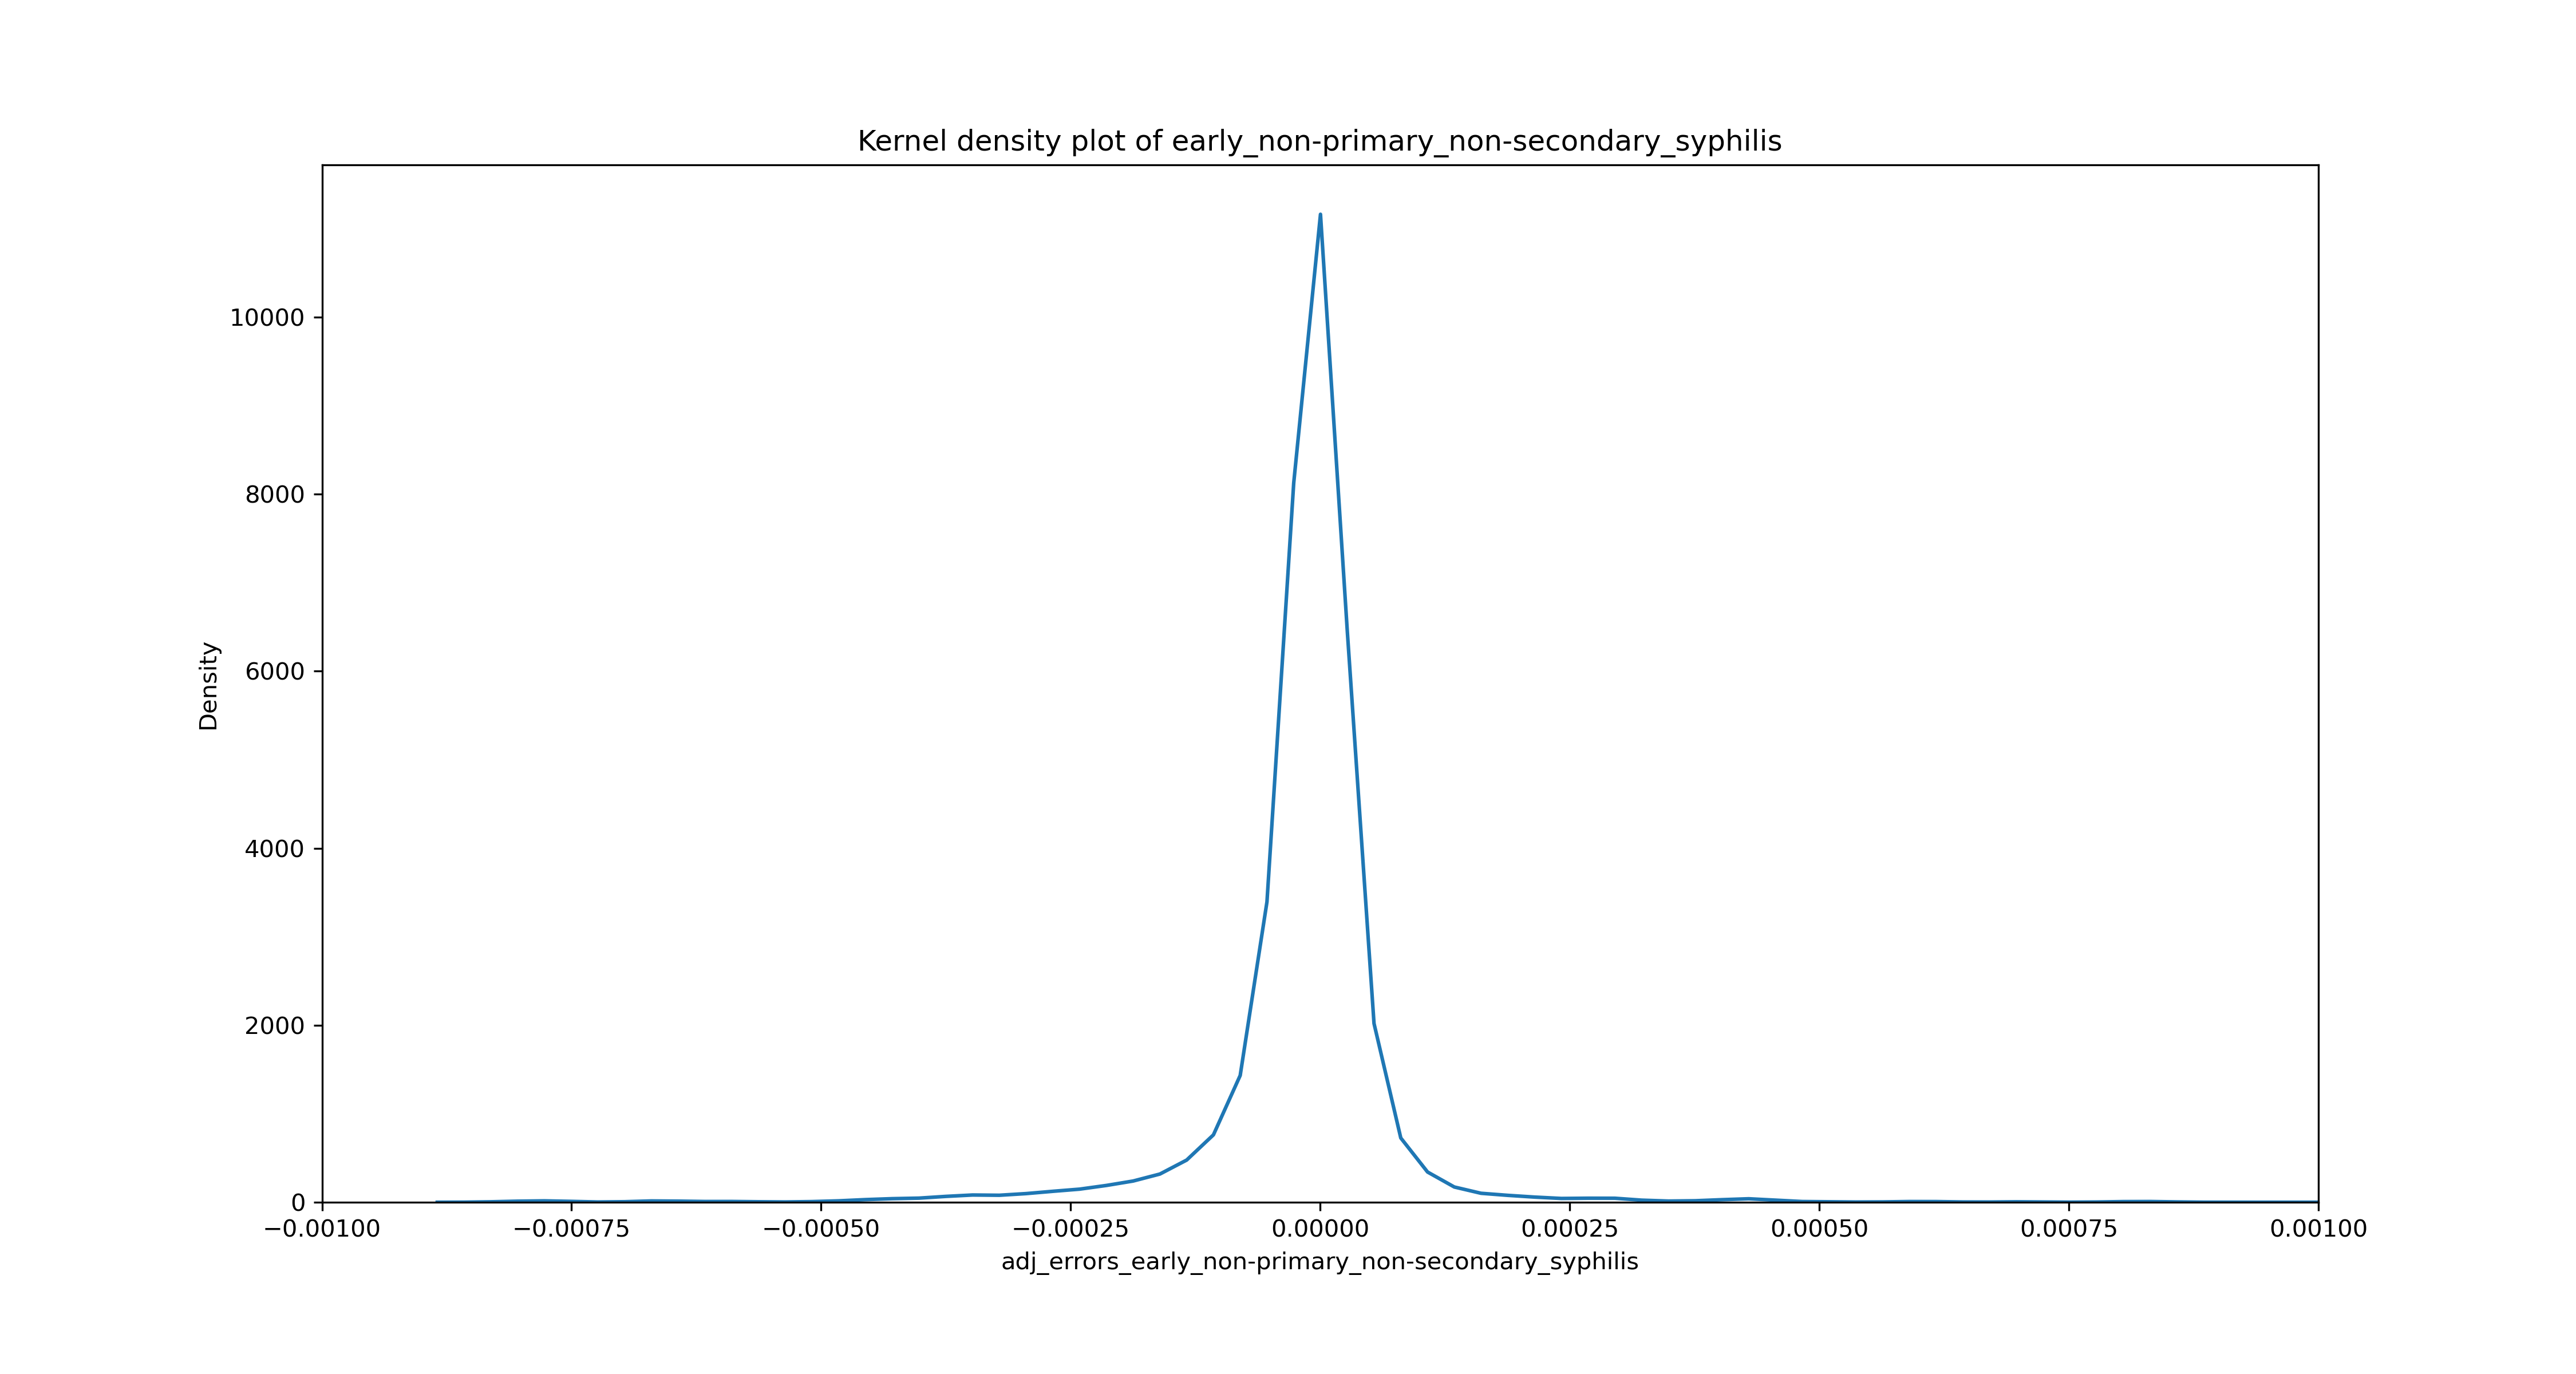 Kernel density plot of early_non-primary_non-secondary_syphilis
10000
8000
6000
4000
2000
0
Density
−0.00100 −0.00075 −0.00050 −0.00025 0.00000 0.00025 0.00050 0.00075 0.00100
adj_errors_early_non-primary_non-secondary_syphilis